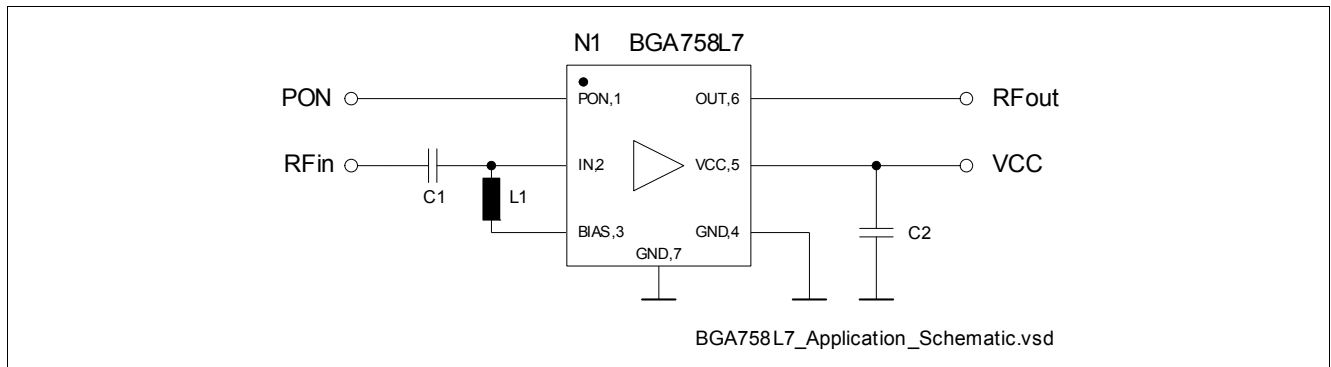 N1 BGA758L7
PON
PON,1
OUT,6
RFout
RFin
C1
L1
IN,2
VCC,5
VCC
BIAS,3
GND,4
C2
GND,7
BGA758L7_Application_Schematic.vsd